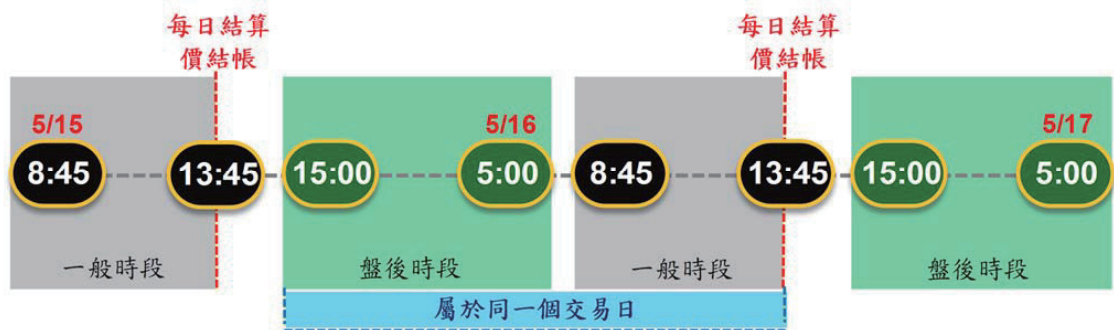 每日結算
價結帳
每日結算
價結帳
5/15
5/16
5/17
8:45
13:45
15:00
5:00
8:45
13:45
15:00
5:00
一般時段
盤後時段
一般時段
盤後時段
屬於同一個交易日